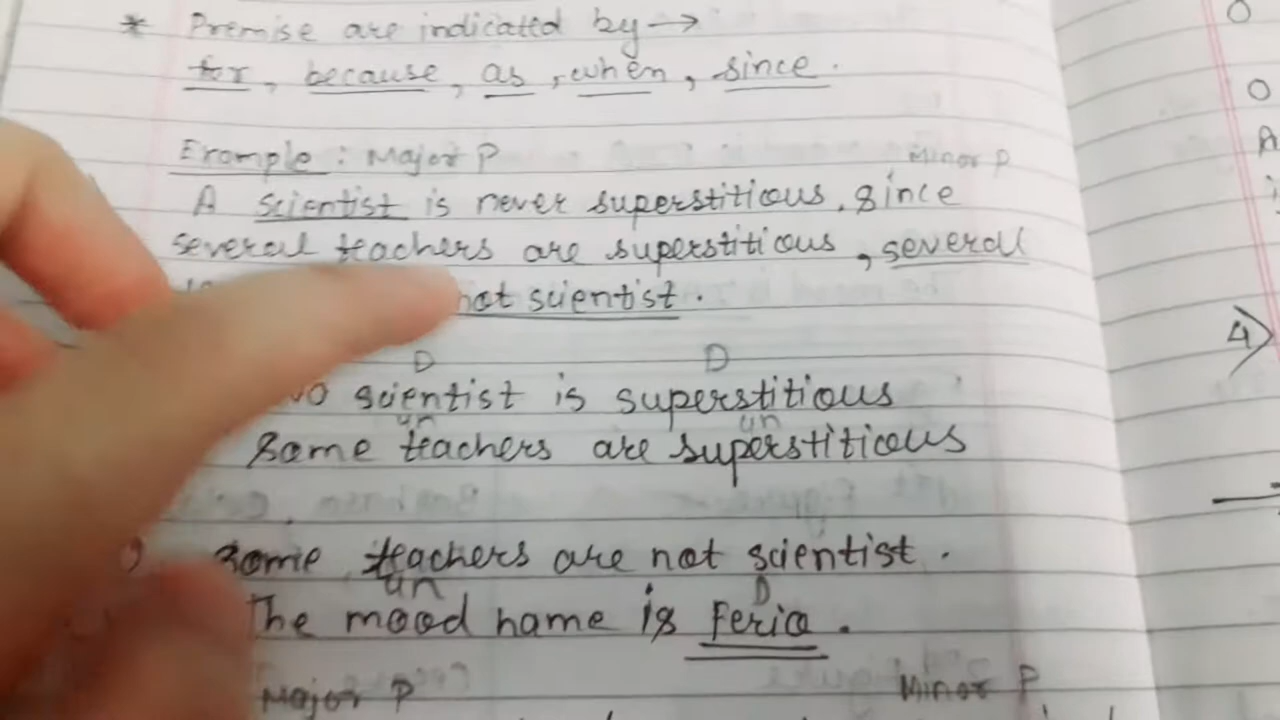 * Premise are indicated by →
for, because, as, when, since.
Example: Major P Minor P
A scientist is never superstitious. since
several teachers are superstitious, several
not scientist.
D D
No scientist is superstitious
un un
Some teachers are superstitious
Some teachers are not scientist.
un D
The mood name is Ferio.
Major P Minor P
4)